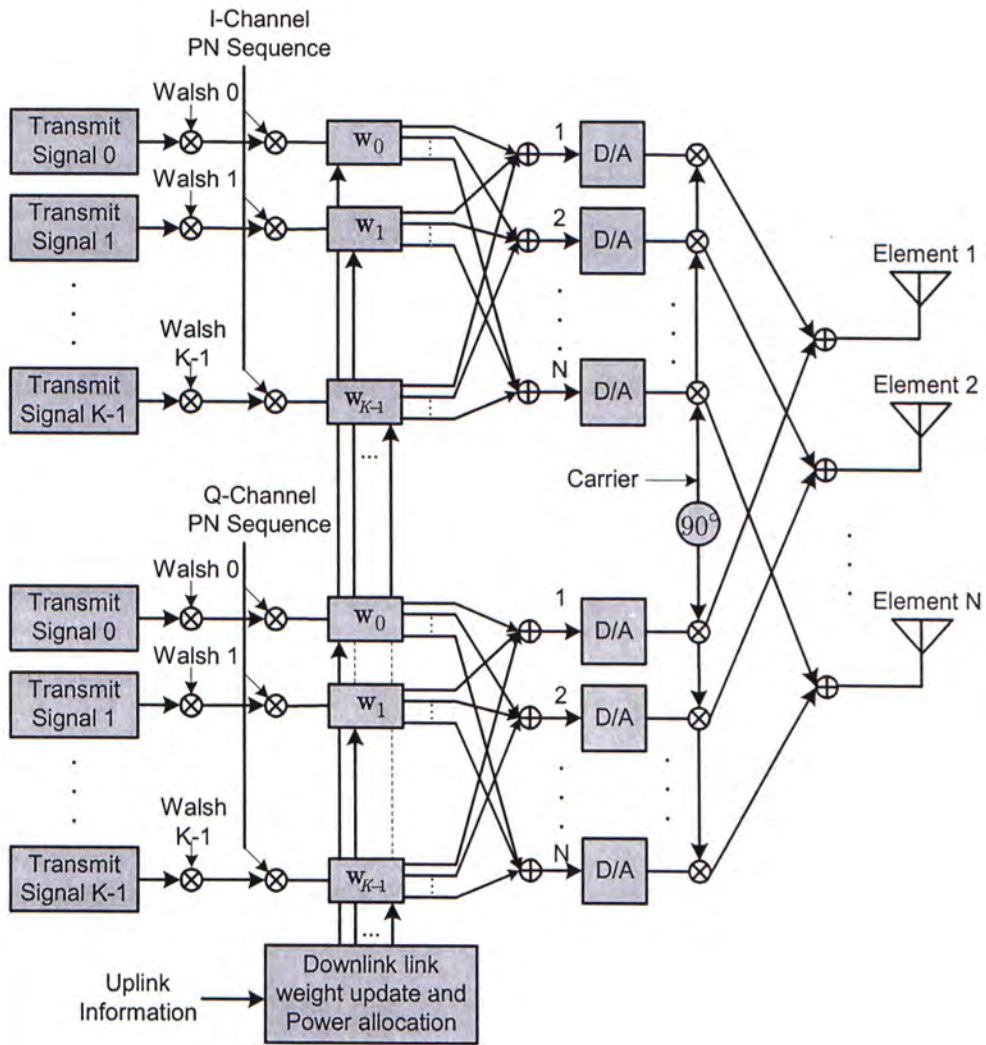 I-Channel
PN Sequence
Walsh 0
Transmit
Signal 0
w0
1
D/A
Walsh 1
Transmit
Signal 1
w1
2
D/A
Element 1
Walsh
K-1
Transmit
Signal K-1
wK-1
N
D/A
Element 2
Carrier
90°
Q-Channel
PN Sequence
Walsh 0
Transmit
Signal 0
w0
1
D/A
Element N
Walsh 1
Transmit
Signal 1
w1
2
D/A
Walsh
K-1
Transmit
Signal K-1
wK-1
N
D/A
Uplink
Information
Downlink link
weight update and
Power allocation